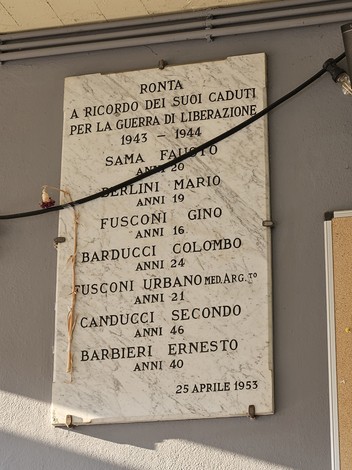 RONTA
A RICORDO DEI SUOI CADUTI
PER LA GUERRA DI LIBERAZIONE
1943 - 1944
SAMA FAUSTO
ANNI 20
BERLINI MARIO
ANNI 19
FUSCONI GINO
ANNI 16
BARDUCCI COLOMBO
ANNI 24
FUSCONI URBANO MED. ARG.TO
ANNI 21
CANDUCCI SECONDO
ANNI 46
BARBIERI ERNESTO
ANNI 40
25 APRILE 1953